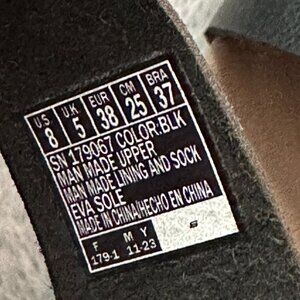 U.S UK EUR CM BRA
8 5 38 25 37
SN 179067 COLOR:BLK
MAN MADE UPPER
MAN MADE LINING AND SOCK
EVA SOLE
MADE IN CHINA/HECHO EN CHINA
F M Y
179-1 11-23